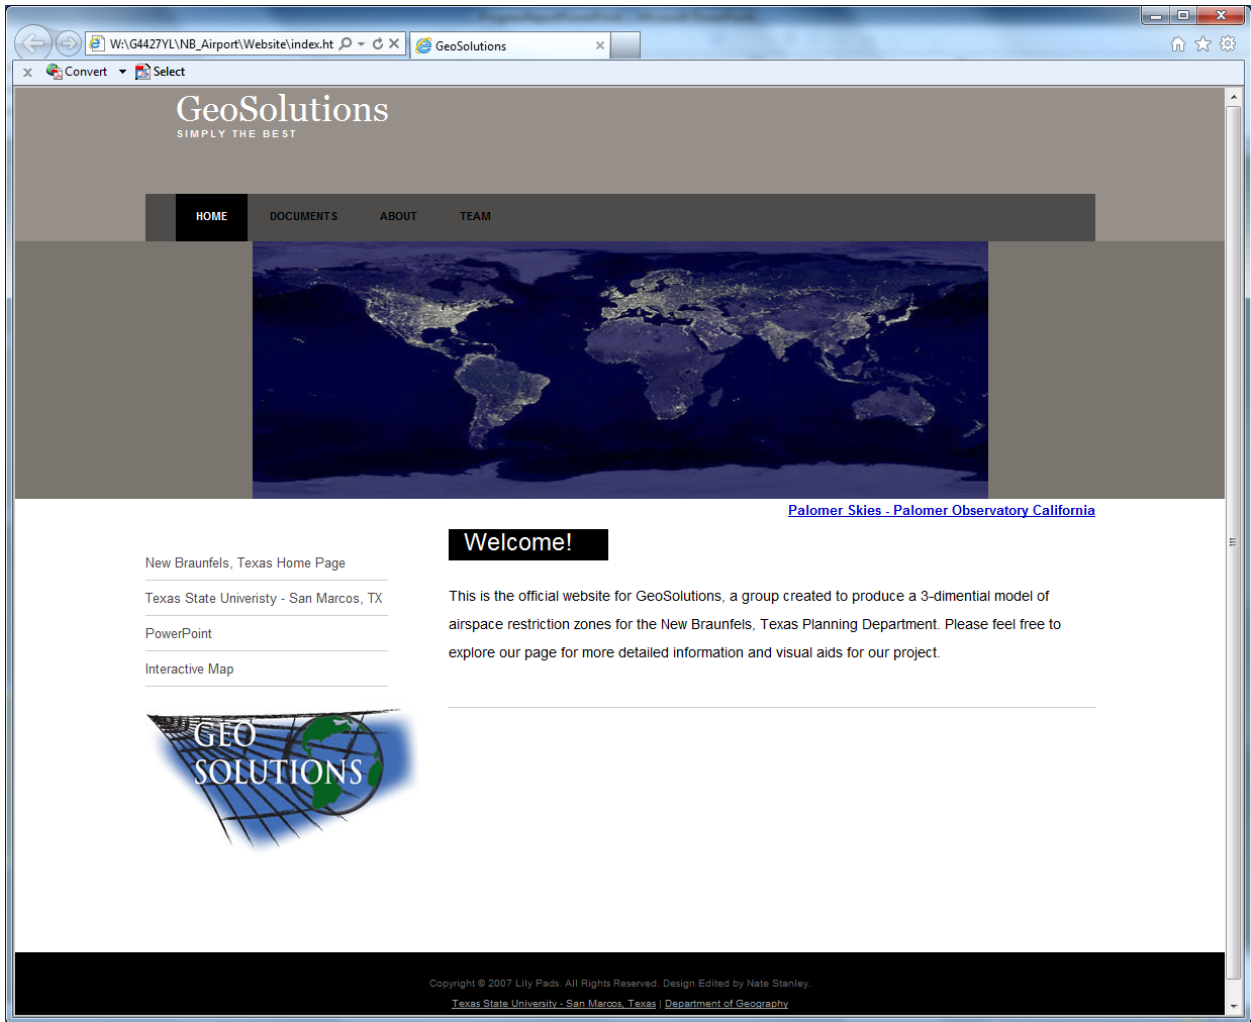 W:\G4427YL\NB_Airport\Website\index.ht
GeoSolutions
Convert Select
GeoSolutions
SIMPLY THE BEST
HOME DOCUMENTS ABOUT TEAM
Palomer Skies - Palomer Observatory California
Welcome!
New Braunfels, Texas Home Page
Texas State Univeristy - San Marcos, TX
PowerPoint
Interactive Map
This is the official website for GeoSolutions, a group created to produce a 3-dimential model of
airspace restriction zones for the New Braunfels, Texas Planning Department. Please feel free to
explore our page for more detailed information and visual aids for our project.
GEO
SOLUTIONS
Copyright © 2007 Lily Pads. All Rights Reserved. Design Edited by Nate Stanley.
Texas State University - San Marcos, Texas | Department of Geography